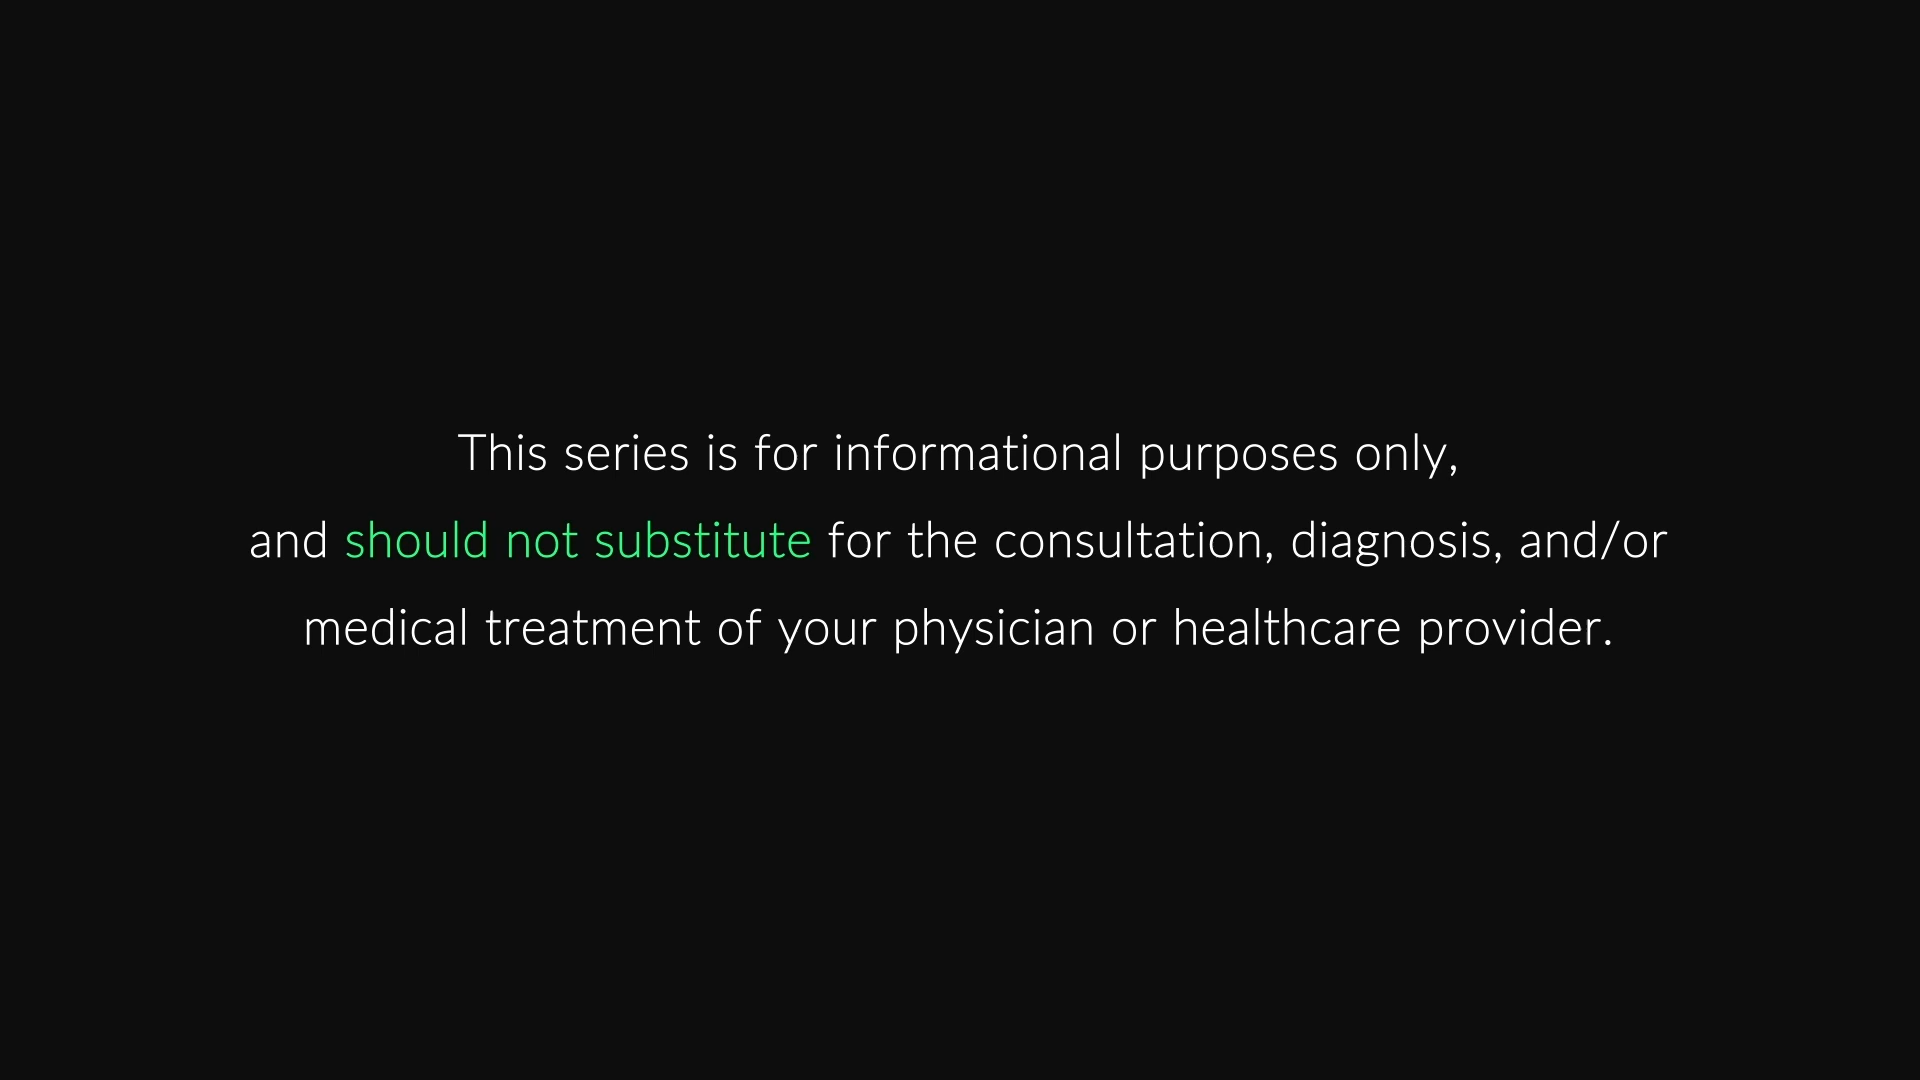 This series is for informational purposes only,
and should not substitute for the consultation, diagnosis, and/or
medical treatment of your physician or healthcare provider.